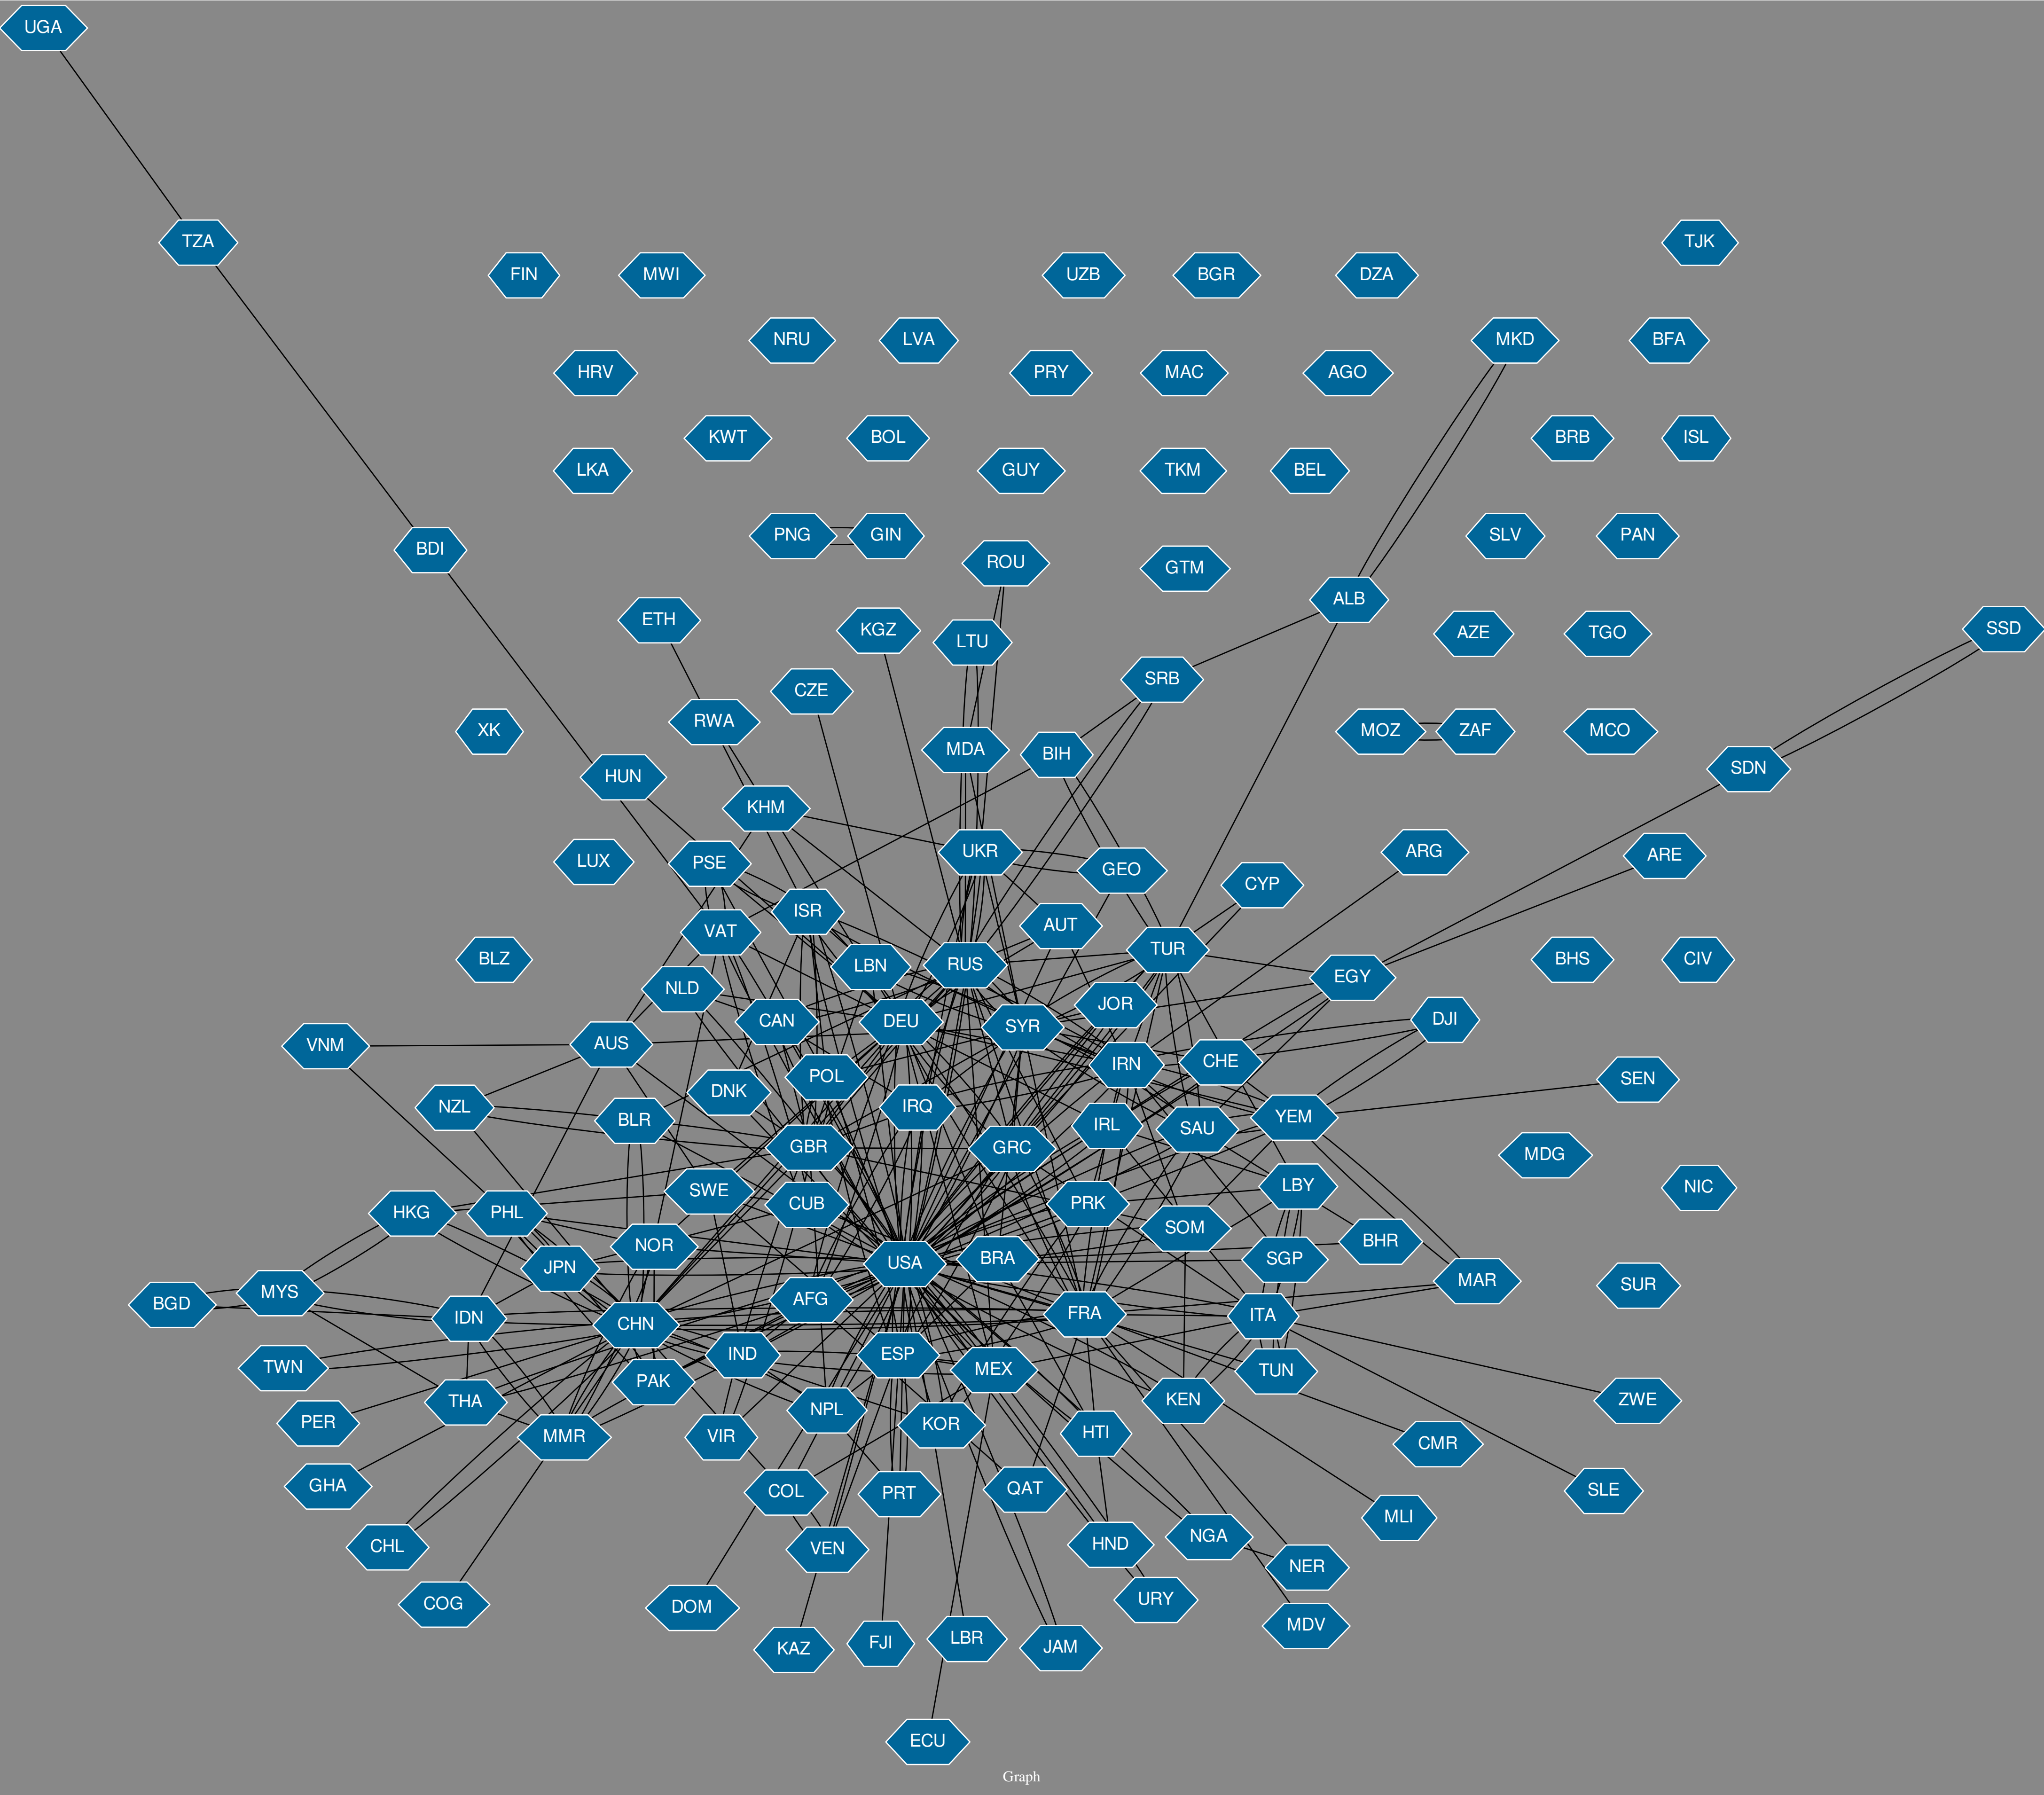 UGA
TZA
TJK
FIN
MWI
UZB
BGR
DZA
NRU
LVA
MKD
BFA
HRV
PRY
MAC
AGO
KWT
BOL
BRB
ISL
LKA
GUY
TKM
BEL
PNG
GIN
SLV
PAN
BDI
ROU
GTM
ALB
ETH
KGZ
LTU
AZE
TGO
SSD
CZE
SRB
RWA
XK
MDA
BIH
MOZ
ZAF
MCO
SDN
HUN
KHM
LUX
PSE
UKR
GEO
ARG
ARE
CYP
ISR
VAT
AUT
TUR
BLZ
LBN
RUS
EGY
BHS
CIV
NLD
JOR
CAN
DEU
SYR
DJI
VNM
AUS
IRN
CHE
POL
DNK
SEN
NZL
BLR
IRQ
IRL
SAU
YEM
GBR
GRC
MDG
SWE
CUB
PRK
LBY
NIC
HKG
PHL
SOM
NOR
BHR
JPN
USA
BRA
SGP
MAR
SUR
BGD
MYS
IDN
CHN
AFG
FRA
ITA
TWN
PAK
IND
ESP
MEX
TUN
THA
KEN
ZWE
PER
MMR
VIR
NPL
KOR
HTI
CMR
GHA
COL
PRT
QAT
SLE
MLI
CHL
VEN
HND
NGA
NER
COG
DOM
URY
MDV
KAZ
FJI
LBR
JAM
ECU
Graph